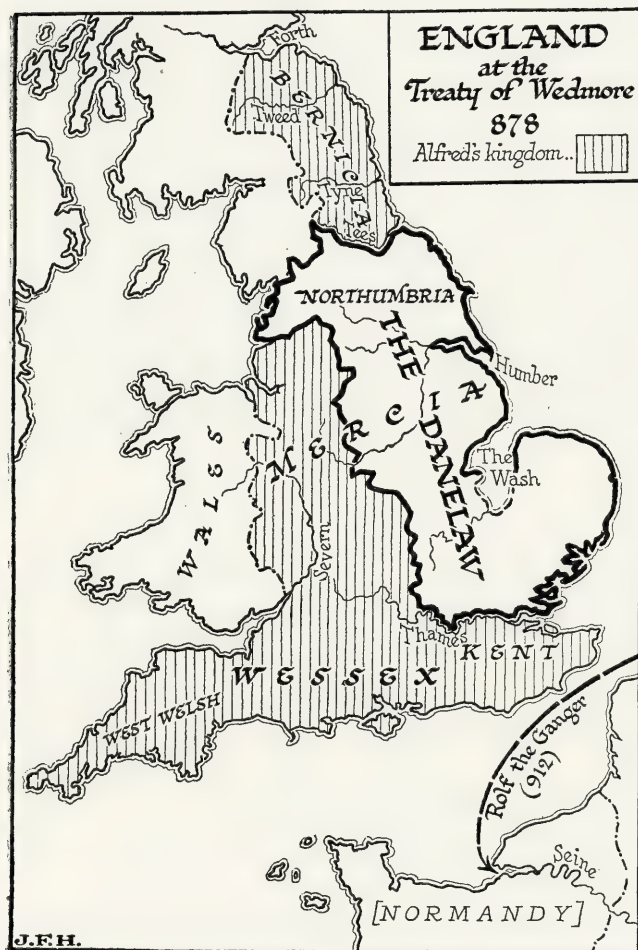 ENGLAND
at the
Treaty of Wedmore
878
Alfred's kingdom..
Forth
BERNICIA
Tweed
Tyne
Tees
NORTHUMBRIA
THE DANELAW
Humber
MERCIA
The
Wash
WALES
Severn
Thames
KENT
WESSEX
WEST WELSH
Rolf the Ganger
(912)
Seine
[NORMANDY]
J.F.H.